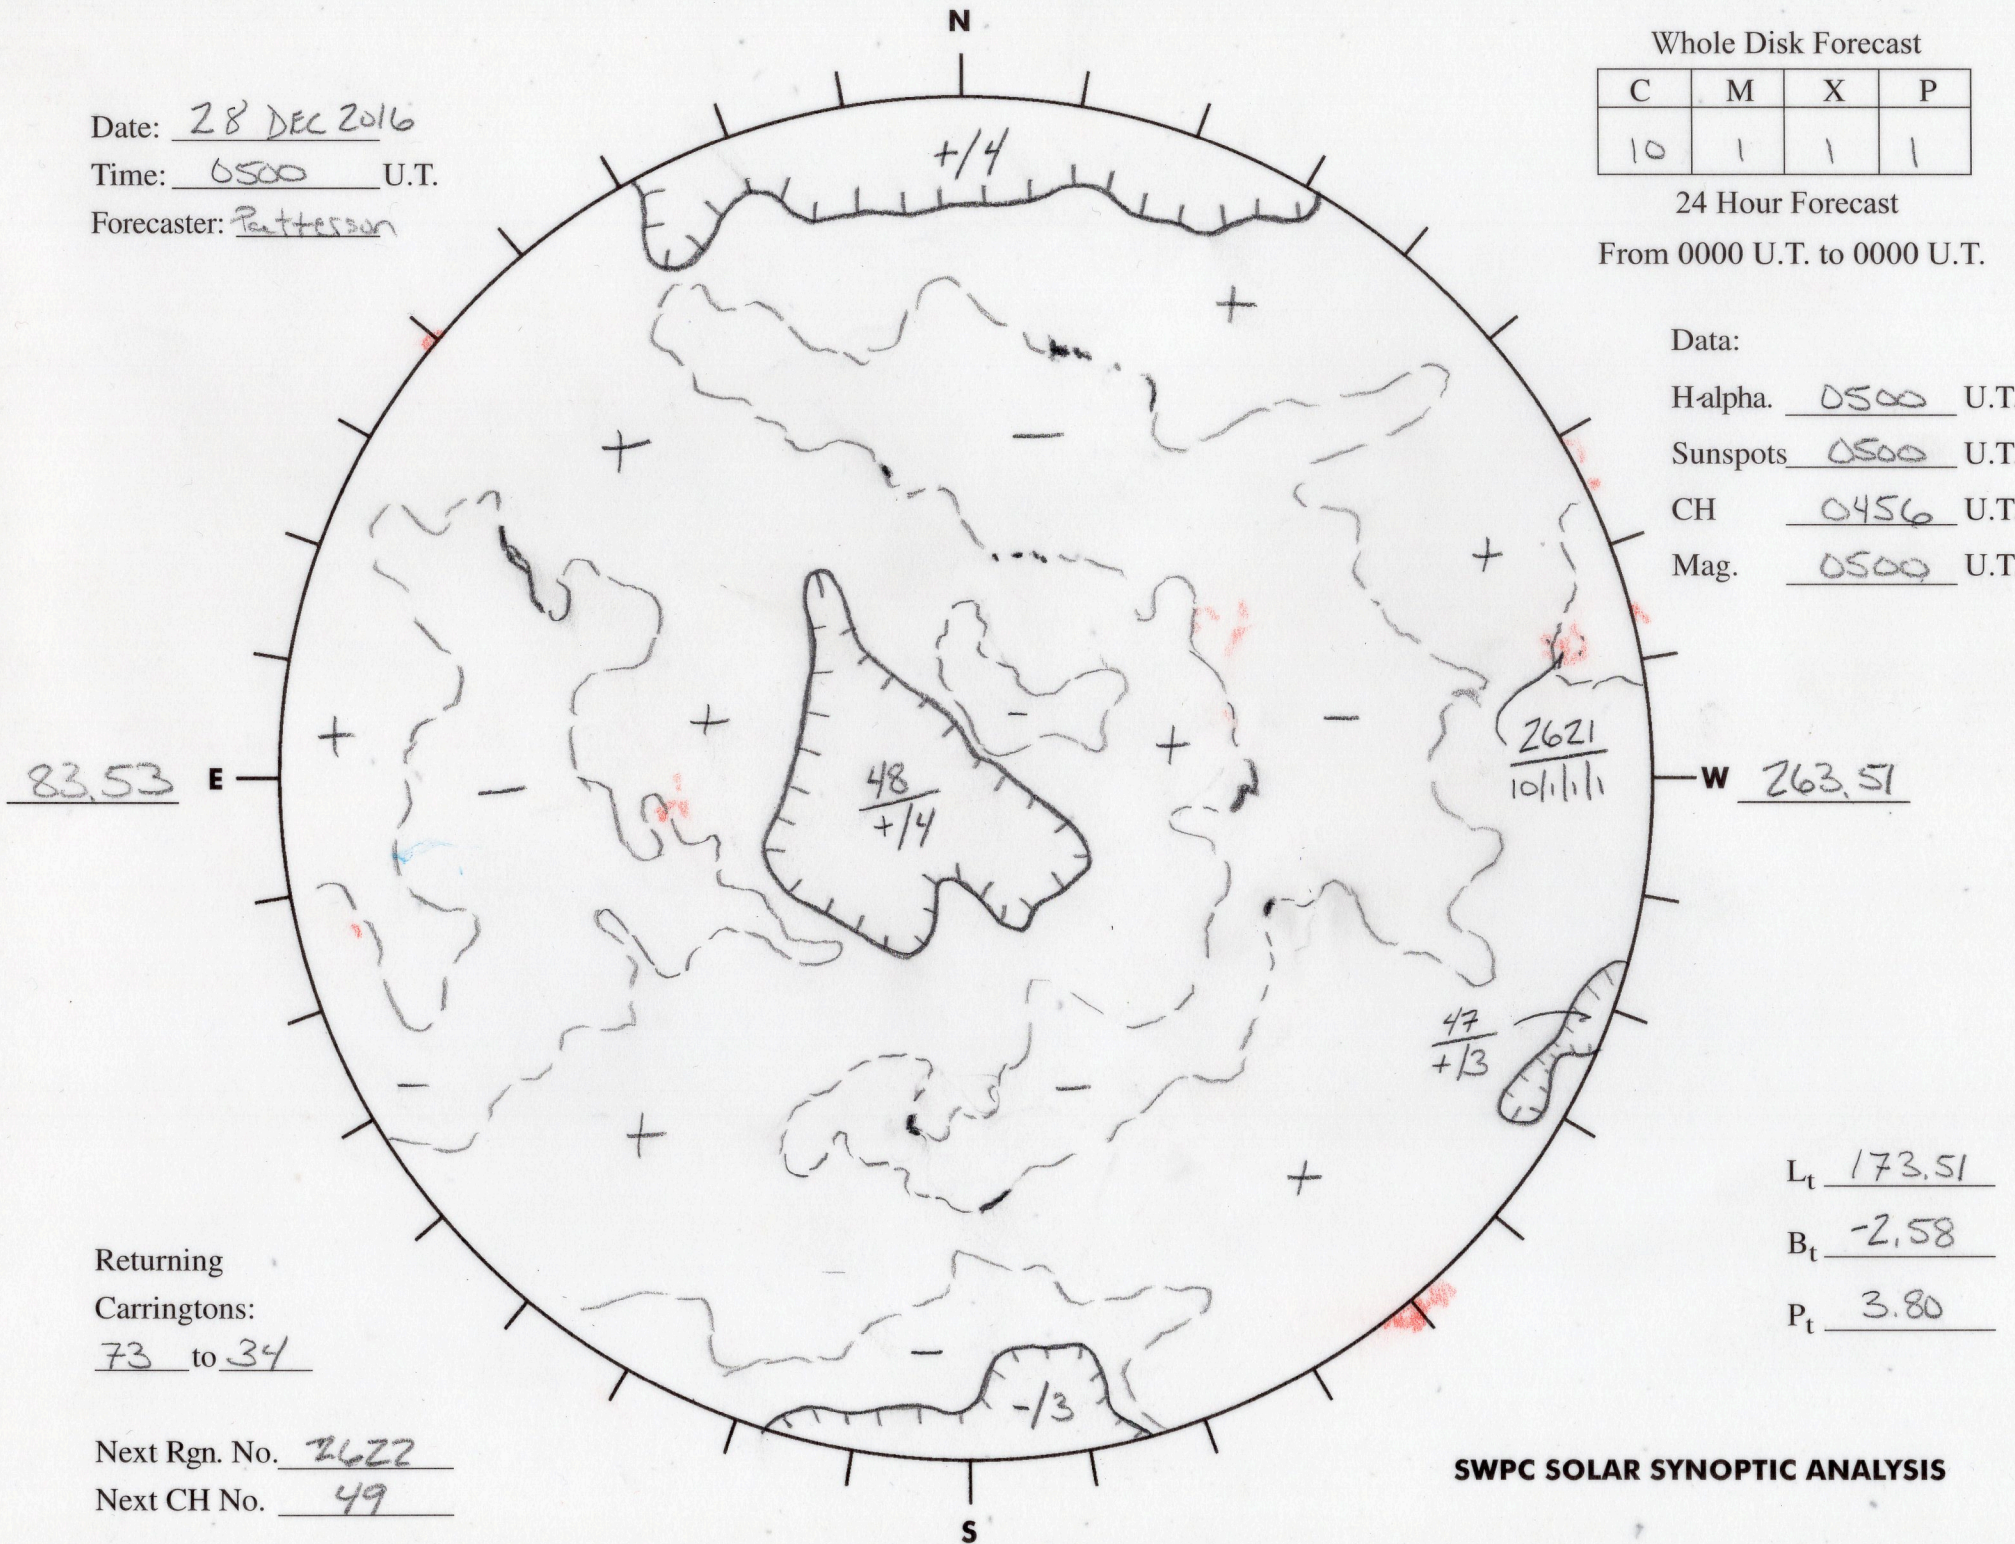 N
Whole Disk Forecast
C M X P
10 1 1 1
24 Hour Forecast
From 0000 U.T. to 0000 U.T.
Date: 28 DEC 2016
Time: 0500 U.T.
Forecaster: Patterson
+/4
Data:
H-alpha. 0500 U.T
Sunspots 0500 U.T
CH 0456 U.T
Mag. 0500 U.T
2621
10/1/1/1
83.53 E
48
+/4
W 263.51
47
+/3
Lt 173.51
Bt -2.58
Pt 3.80
Returning
Carringtons:
73 to 34
-/3
Next Rgn. No. 2622
Next CH No. 49
SWPC SOLAR SYNOPTIC ANALYSIS
S